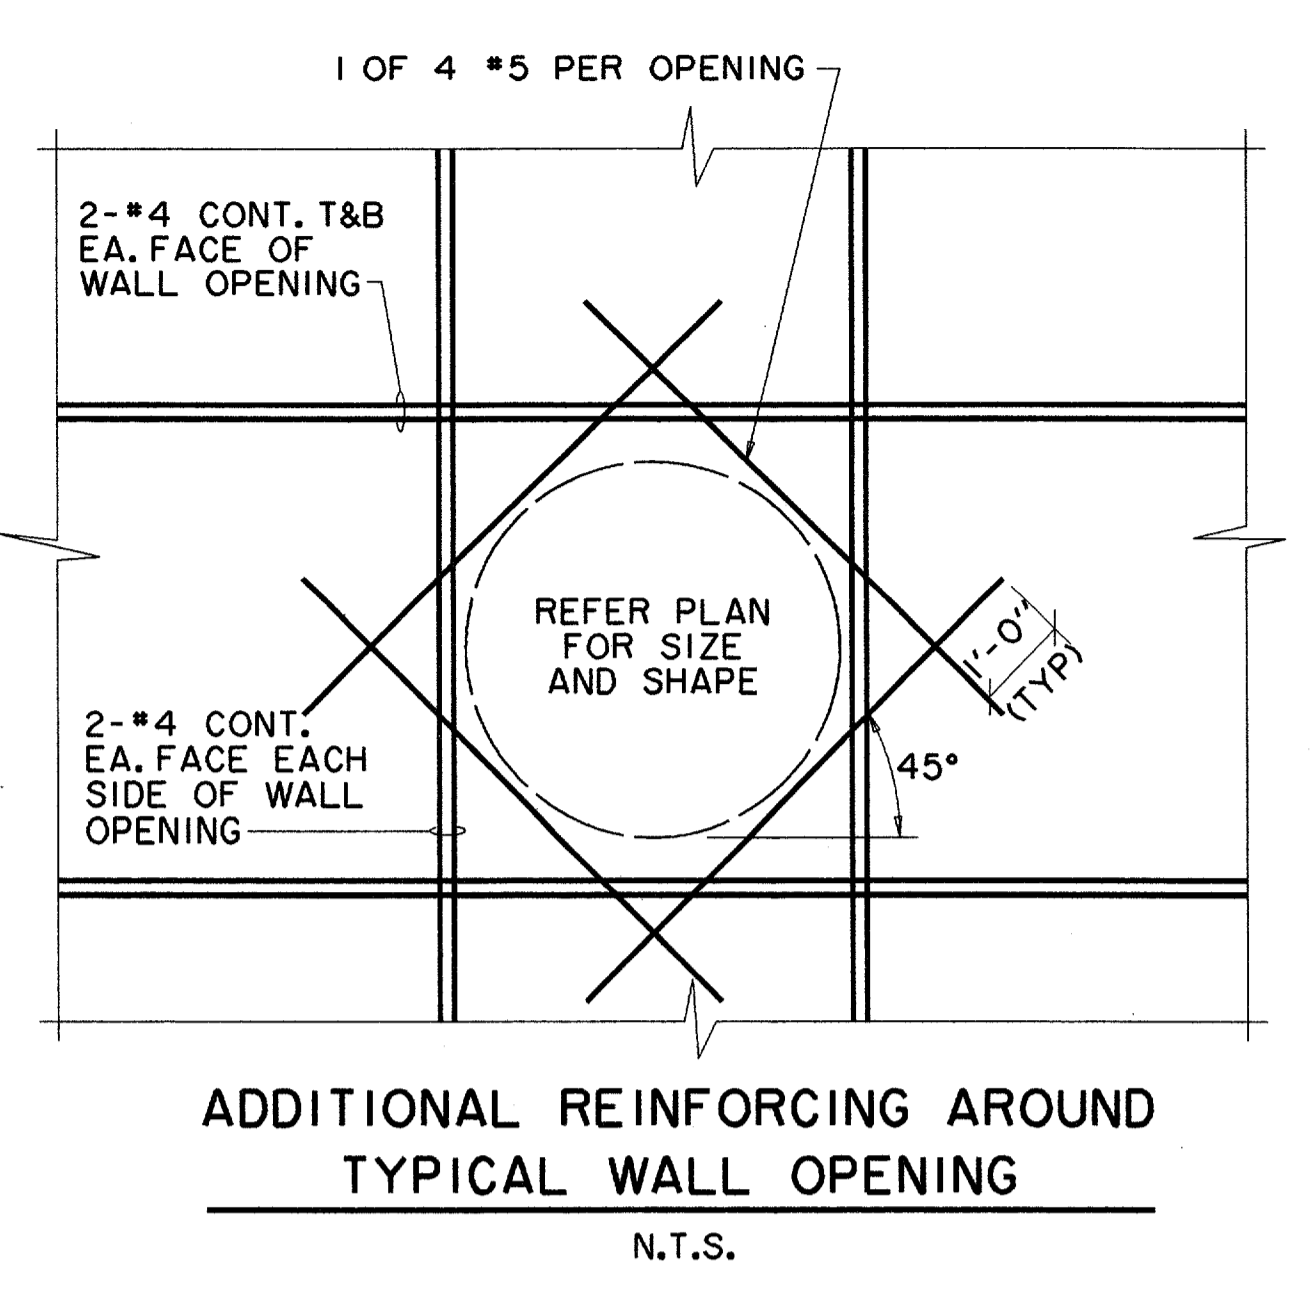 1 OF 4 #5 PER OPENING
2-#4 CONT. T&B
EA. FACE OF
WALL OPENING
REFER PLAN
FOR SIZE
AND SHAPE
1'-0"
(TYP)
45°
2-#4 CONT.
EA. FACE EACH
SIDE OF WALL
OPENING
ADDITIONAL REINFORCING AROUND
TYPICAL WALL OPENING
N.T.S.